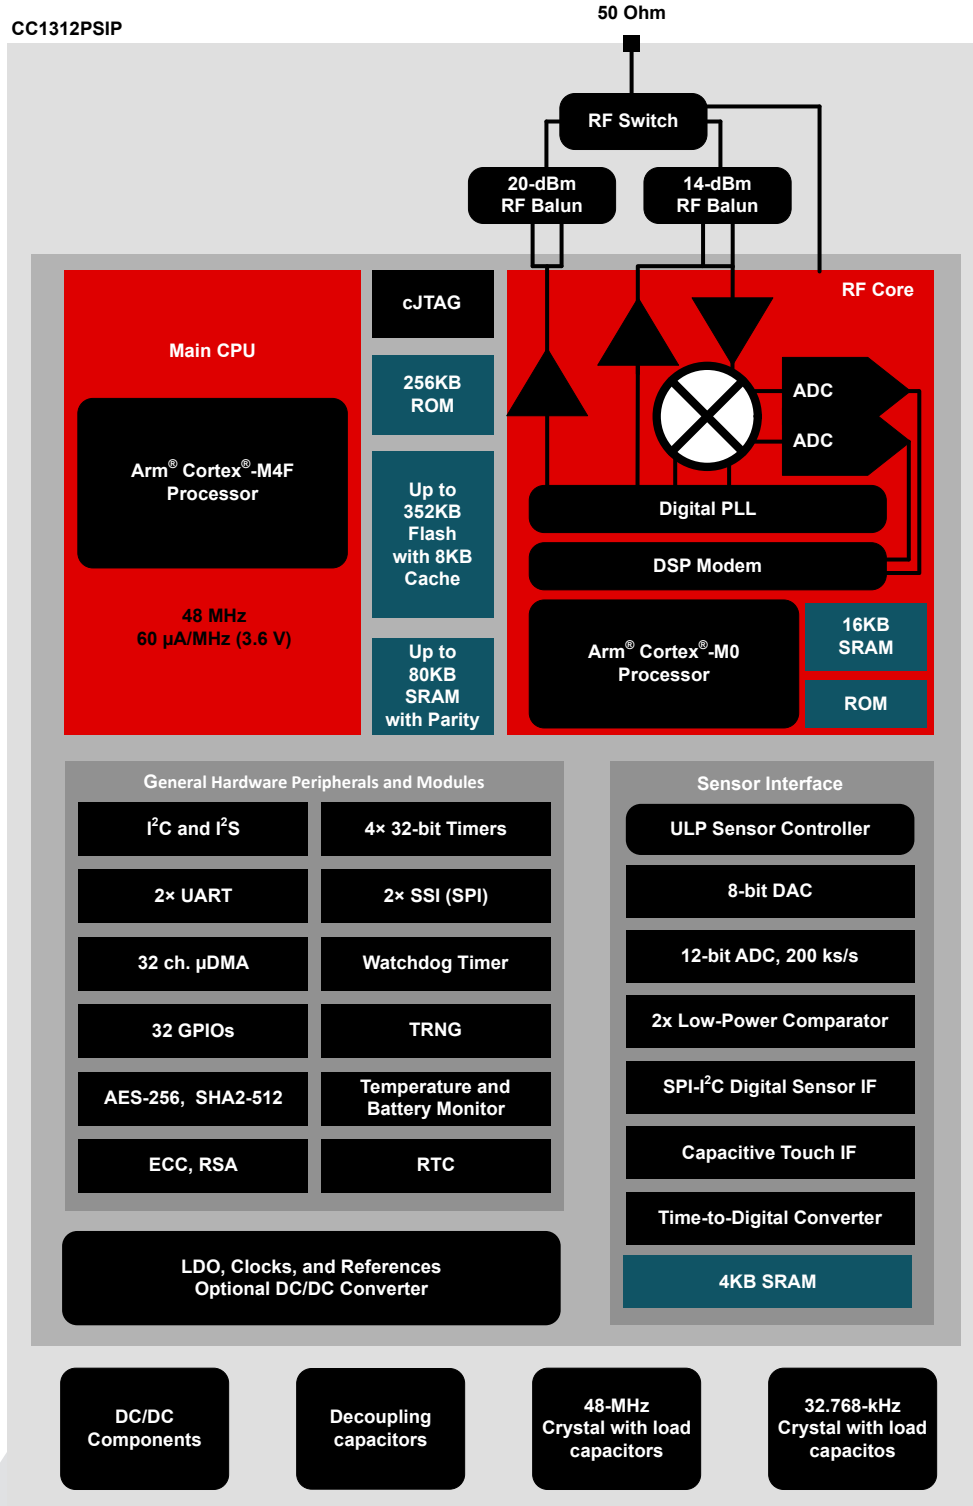 50 Ohm
CC1312PSIP
RF Switch
20-dBm
RF Balun
14-dBm
RF Balun
Main CPU
Arm® Cortex®-M4F
Processor
48 MHz
60 µA/MHz (3.6 V)
cJTAG
256KB
ROM
Up to
352KB
Flash
with 8KB
Cache
Up to
80KB
SRAM
with Parity
RF Core
ADC
ADC
Digital PLL
DSP Modem
Arm® Cortex®-M0
Processor
16KB
SRAM
ROM
General Hardware Peripherals and Modules
I²C and I²S
4× 32-bit Timers
2× UART
2× SSI (SPI)
32 ch. µDMA
Watchdog Timer
32 GPIOs
TRNG
AES-256, SHA2-512
Temperature and
Battery Monitor
ECC, RSA
RTC
LDO, Clocks, and References
Optional DC/DC Converter
Sensor Interface
ULP Sensor Controller
8-bit DAC
12-bit ADC, 200 ks/s
2x Low-Power Comparator
SPI-I²C Digital Sensor IF
Capacitive Touch IF
Time-to-Digital Converter
4KB SRAM
DC/DC
Components
Decoupling
capacitors
48-MHz
Crystal with load
capacitors
32.768-kHz
Crystal with load
capacitos